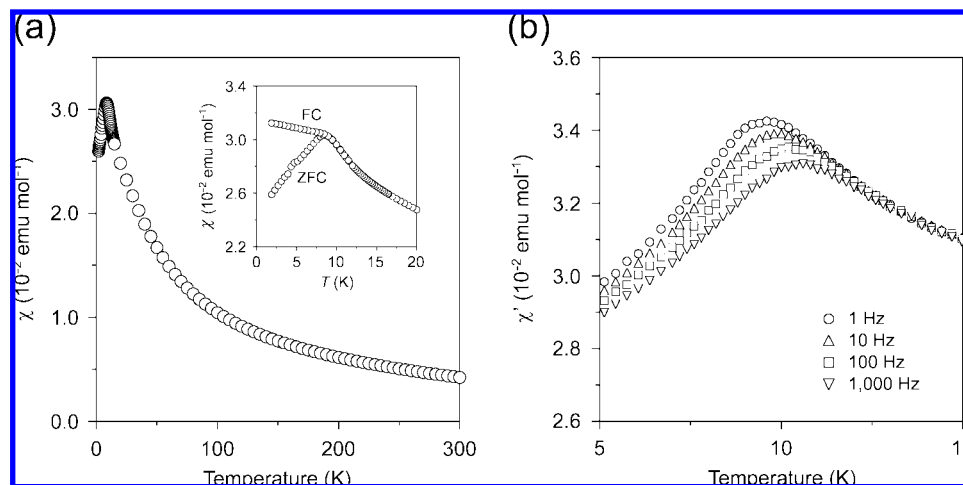 (a)
(b)
3.0
2.0
1.0
0.0
χ (10⁻² emu mol⁻¹)
0
100
200
300
Temperature (K)
3.4
3.0
2.6
2.2
χ (10⁻² emu mol⁻¹)
FC
ZFC
0
5
10
15
20
T (K)
3.6
3.4
3.2
3.0
2.8
2.6
χ' (10⁻² emu mol⁻¹)
1 Hz
10 Hz
100 Hz
1,000 Hz
5
10
Temperature (K)